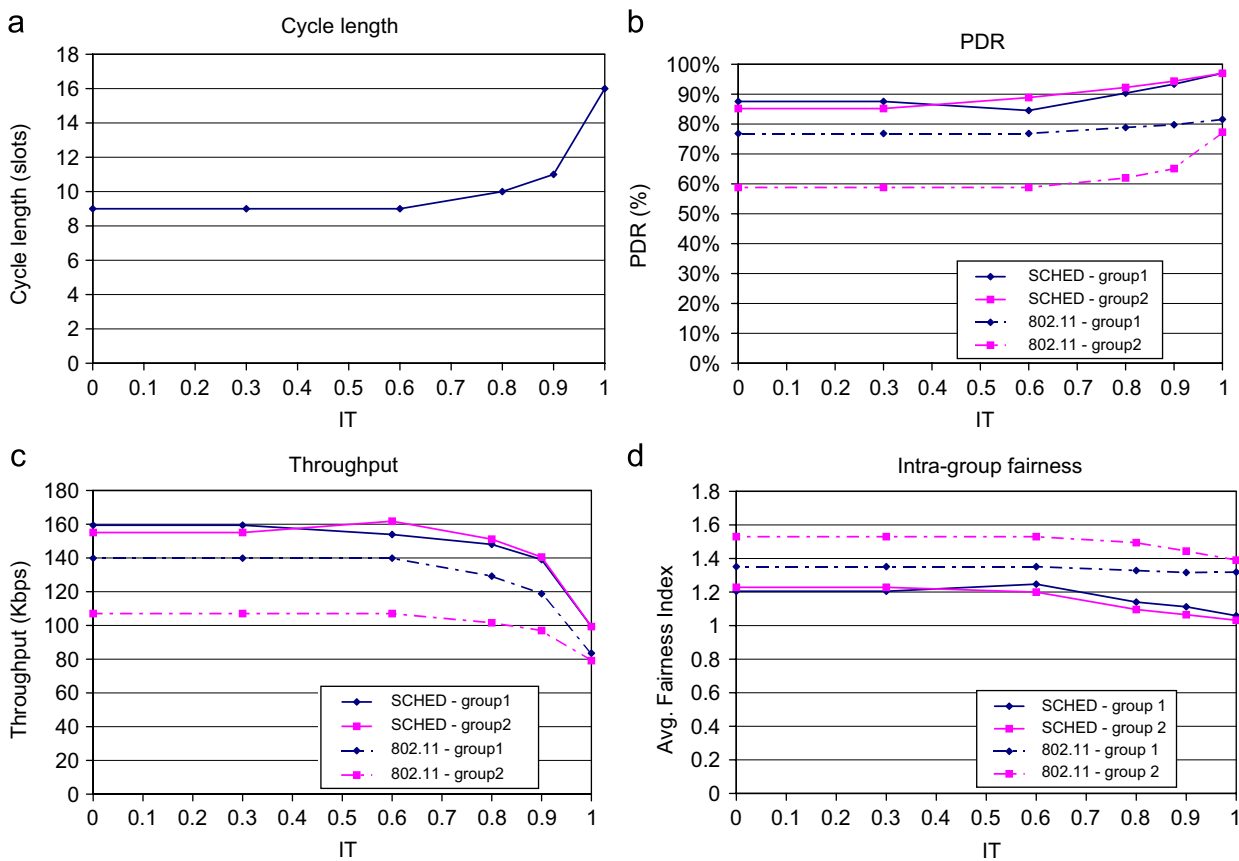 a
Cycle length
18
16
14
12
10
8
6
4
2
0
Cycle length (slots)
0 0.1 0.2 0.3 0.4 0.5 0.6 0.7 0.8 0.9 1
IT
b
PDR
100%
90%
80%
70%
60%
50%
40%
30%
20%
10%
0%
PDR (%)
SCHED - group1
SCHED - group2
802.11 - group1
802.11 - group2
0 0.1 0.2 0.3 0.4 0.5 0.6 0.7 0.8 0.9 1
IT
c
Throughput
180
160
140
120
100
80
60
40
20
0
Throughput (Kbps)
SCHED - group1
SCHED - group2
802.11 - group1
802.11 - group2
0 0.1 0.2 0.3 0.4 0.5 0.6 0.7 0.8 0.9 1
IT
d
Intra-group fairness
1.8
1.6
1.4
1.2
1
0.8
0.6
0.4
0.2
0
Avg. Fairness Index
SCHED - group 1
SCHED - group 2
802.11 - group 1
802.11 - group 2
0 0.1 0.2 0.3 0.4 0.5 0.6 0.7 0.8 0.9 1
IT